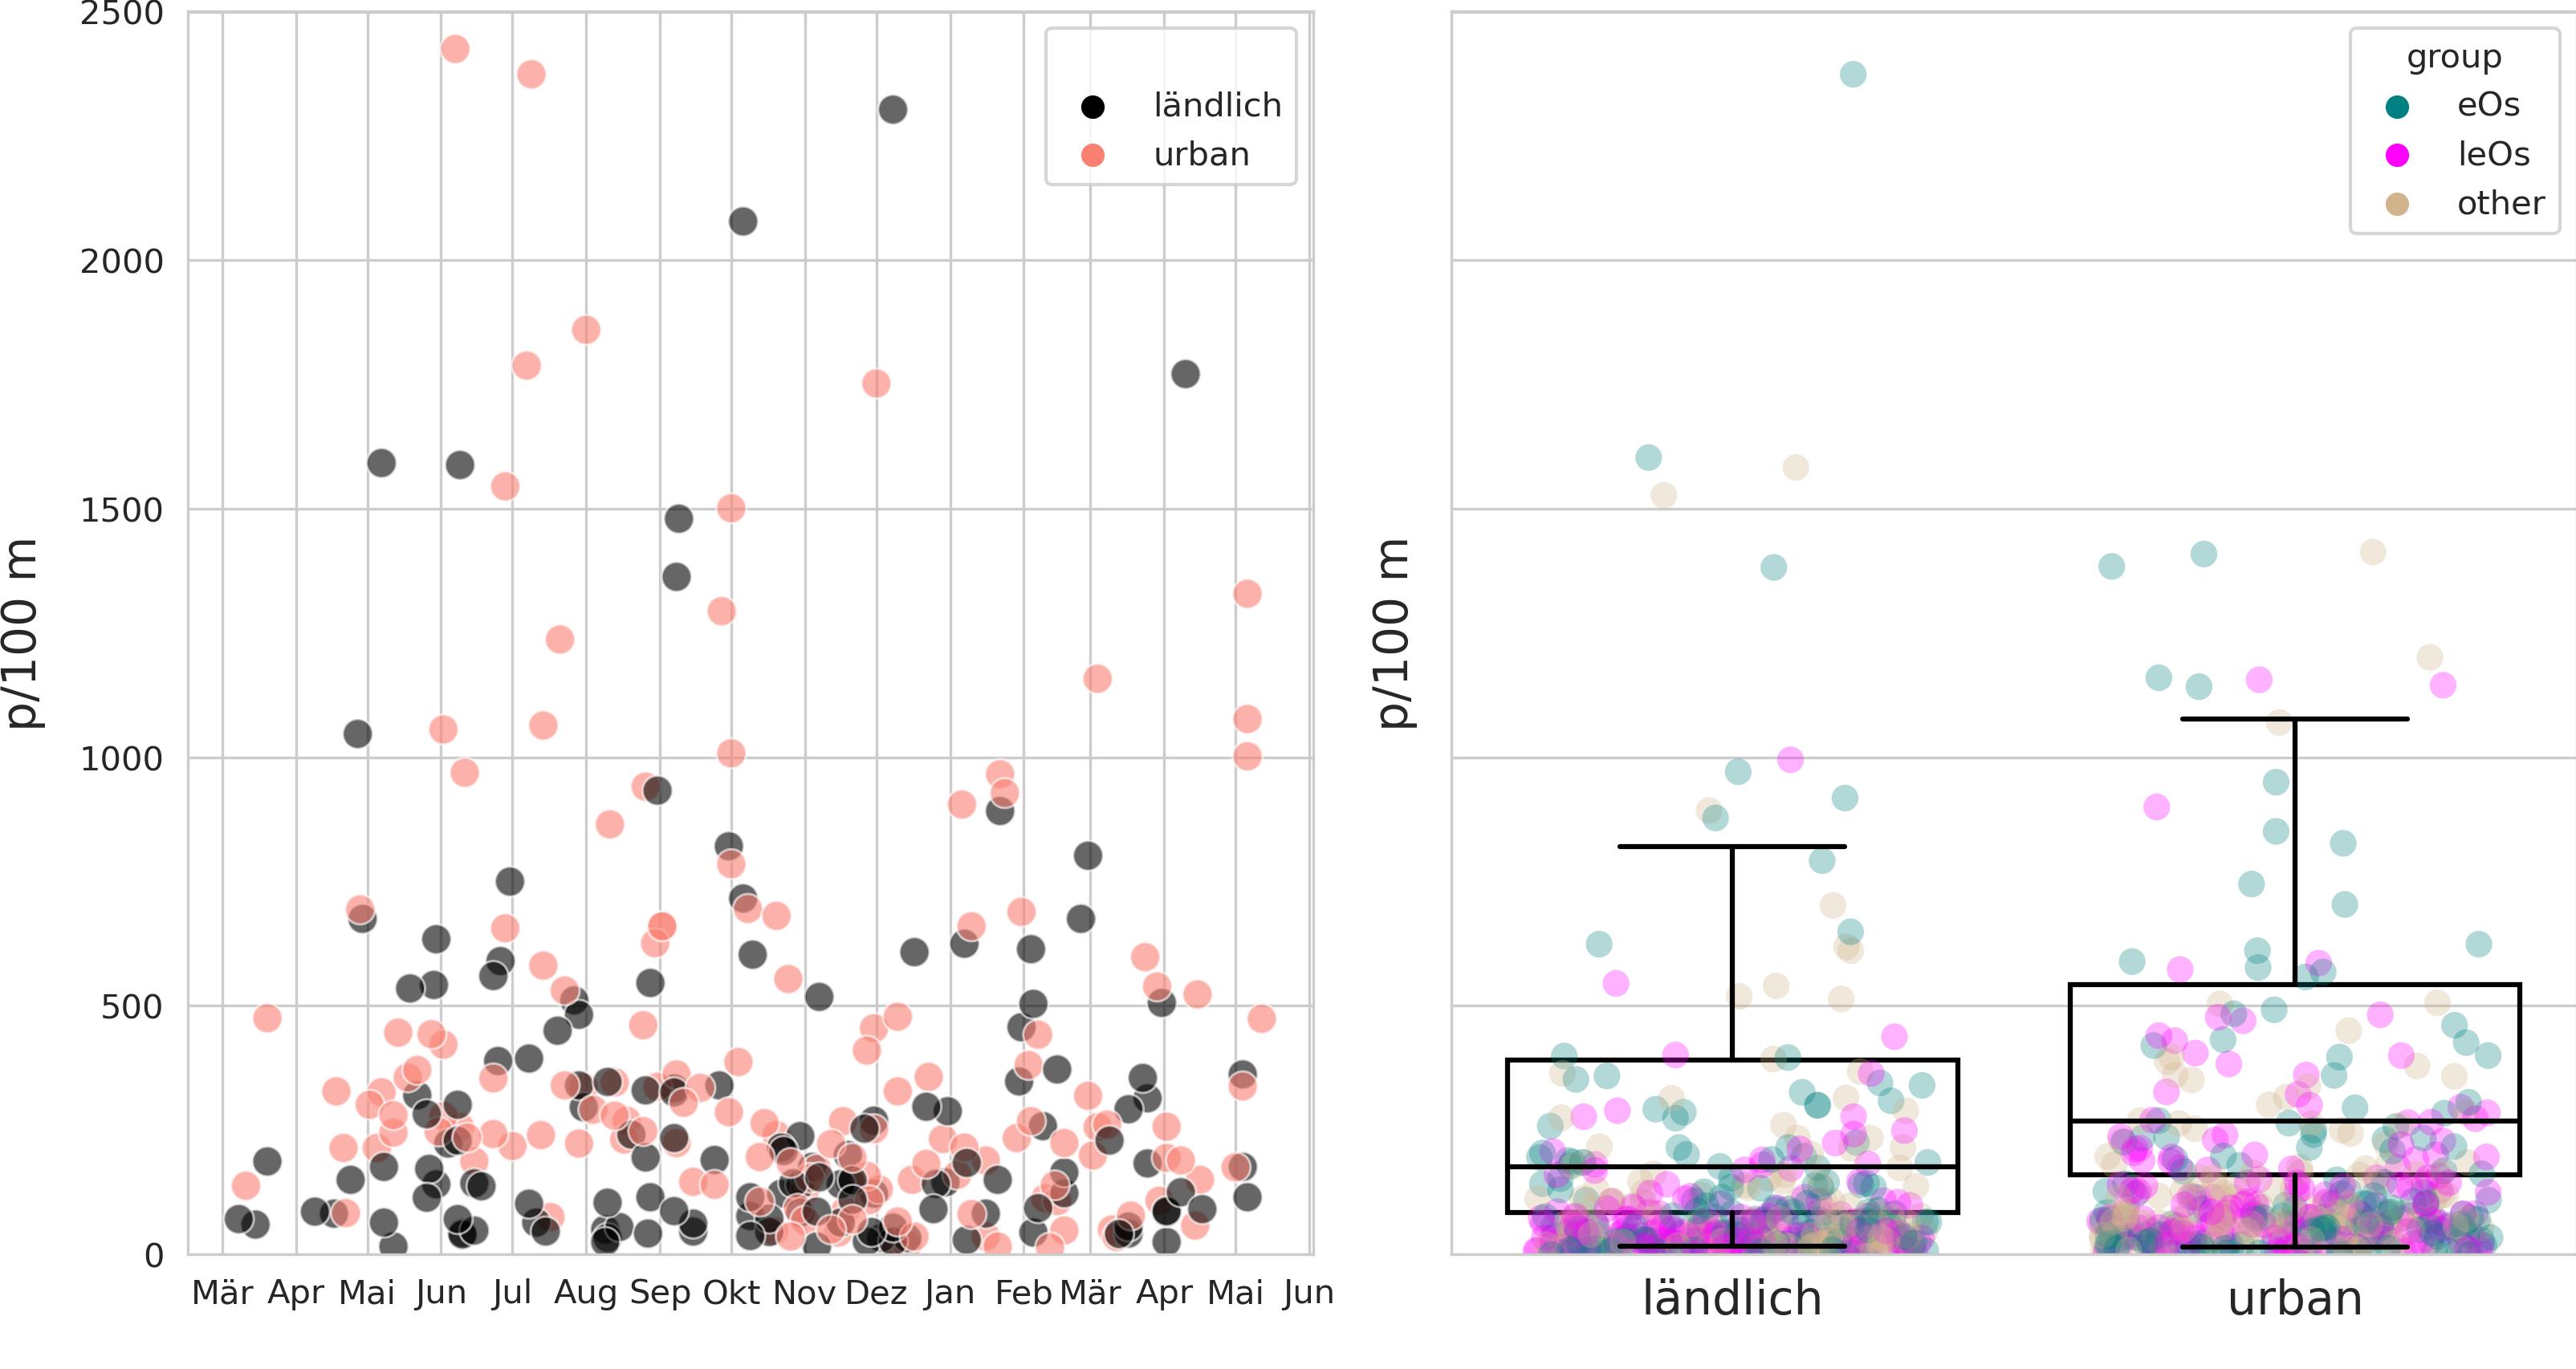 p/100 m
2500
2000
1500
1000
500
0
Mär Apr Mai Jun Jul Aug Sep Okt Nov Dez Jan Feb Mär Apr Mai Jun
ländlich
urban
p/100 m
group
eOs
leOs
other
ländlich urban